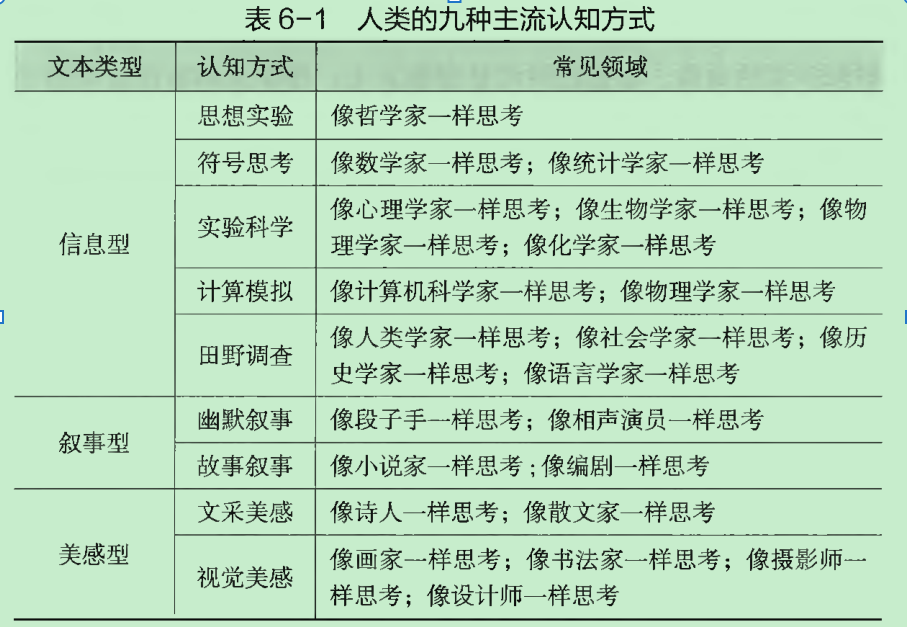 表6-1 人类的九种主流认知方式
文本类型 认知方式 常见领域
信息型
思想实验 像哲学家一样思考
符号思考 像数学家一样思考；像统计学家一样思考
实验科学 像心理学家一样思考；像生物学家一样思考；像物
理学家一样思考；像化学家一样思考
计算模拟 像计算机科学家一样思考；像物理学家一样思考
田野调查 像人类学家一样思考；像社会学家一样思考；像历
史学家一样思考；像语言学家一样思考
叙事型
幽默叙事 像段子手一样思考；像相声演员一样思考
故事叙事 像小说家一样思考；像编剧一样思考
美感型
文采美感 像诗人一样思考；像散文家一样思考
视觉美感 像画家一样思考；像书法家一样思考；像摄影师一
样思考；像设计师一样思考